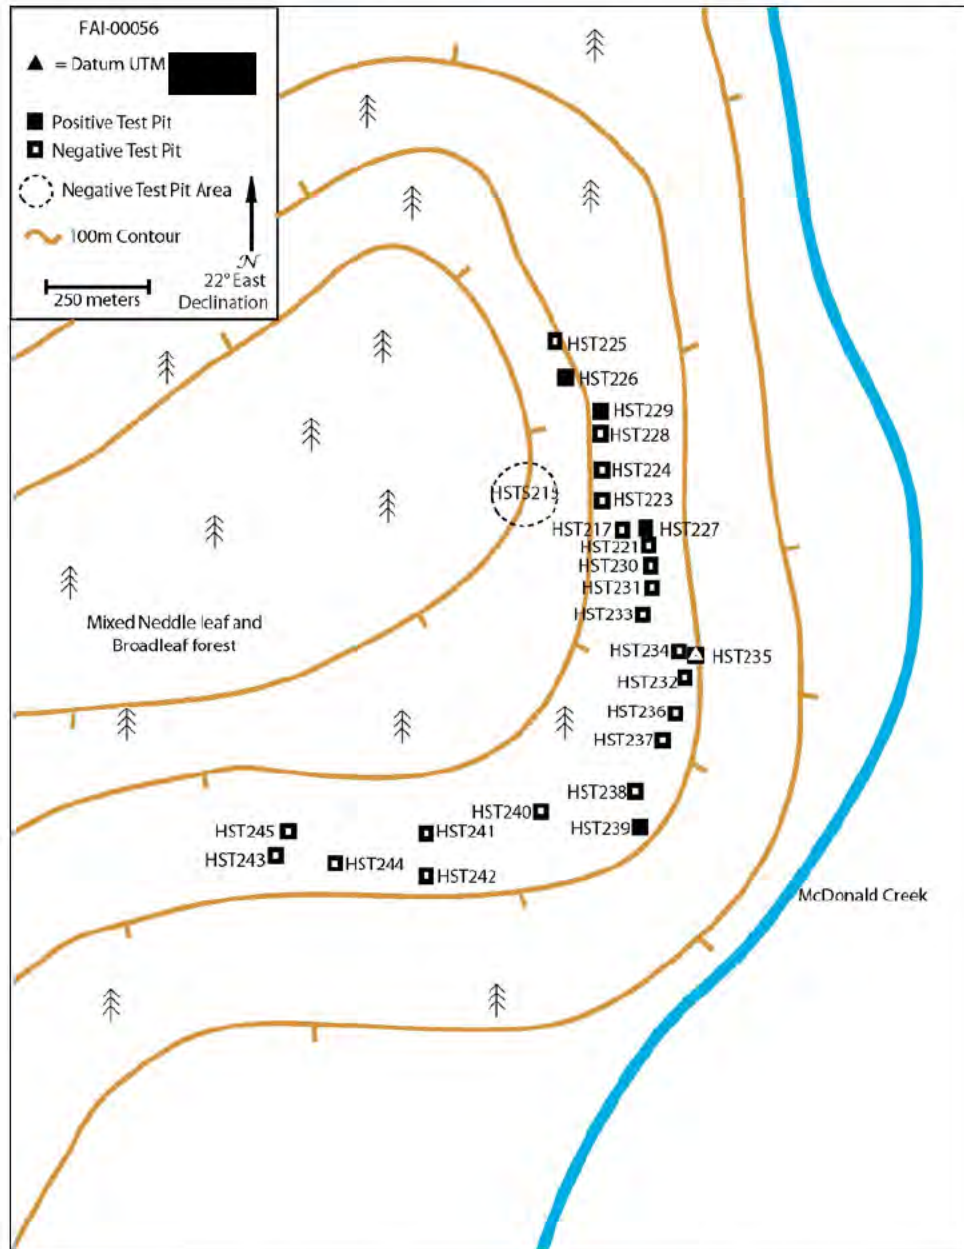 FAI-00056
= Datum UTM
Positive Test Pit
Negative Test Pit
Negative Test Pit Area
100m Contour
N
250 meters
22° East
Declination
HST225
HST226
HST229
HST228
HST224
HSTS215
HST223
HST217
HST227
HST221
HST230
HST231
HST233
Mixed Neddle leaf and
Broadleaf forest
HST234
HST235
HST232
HST236
HST237
HST238
HST240
HST239
HST245
HST241
HST243
HST244
HST242
McDonald Creek